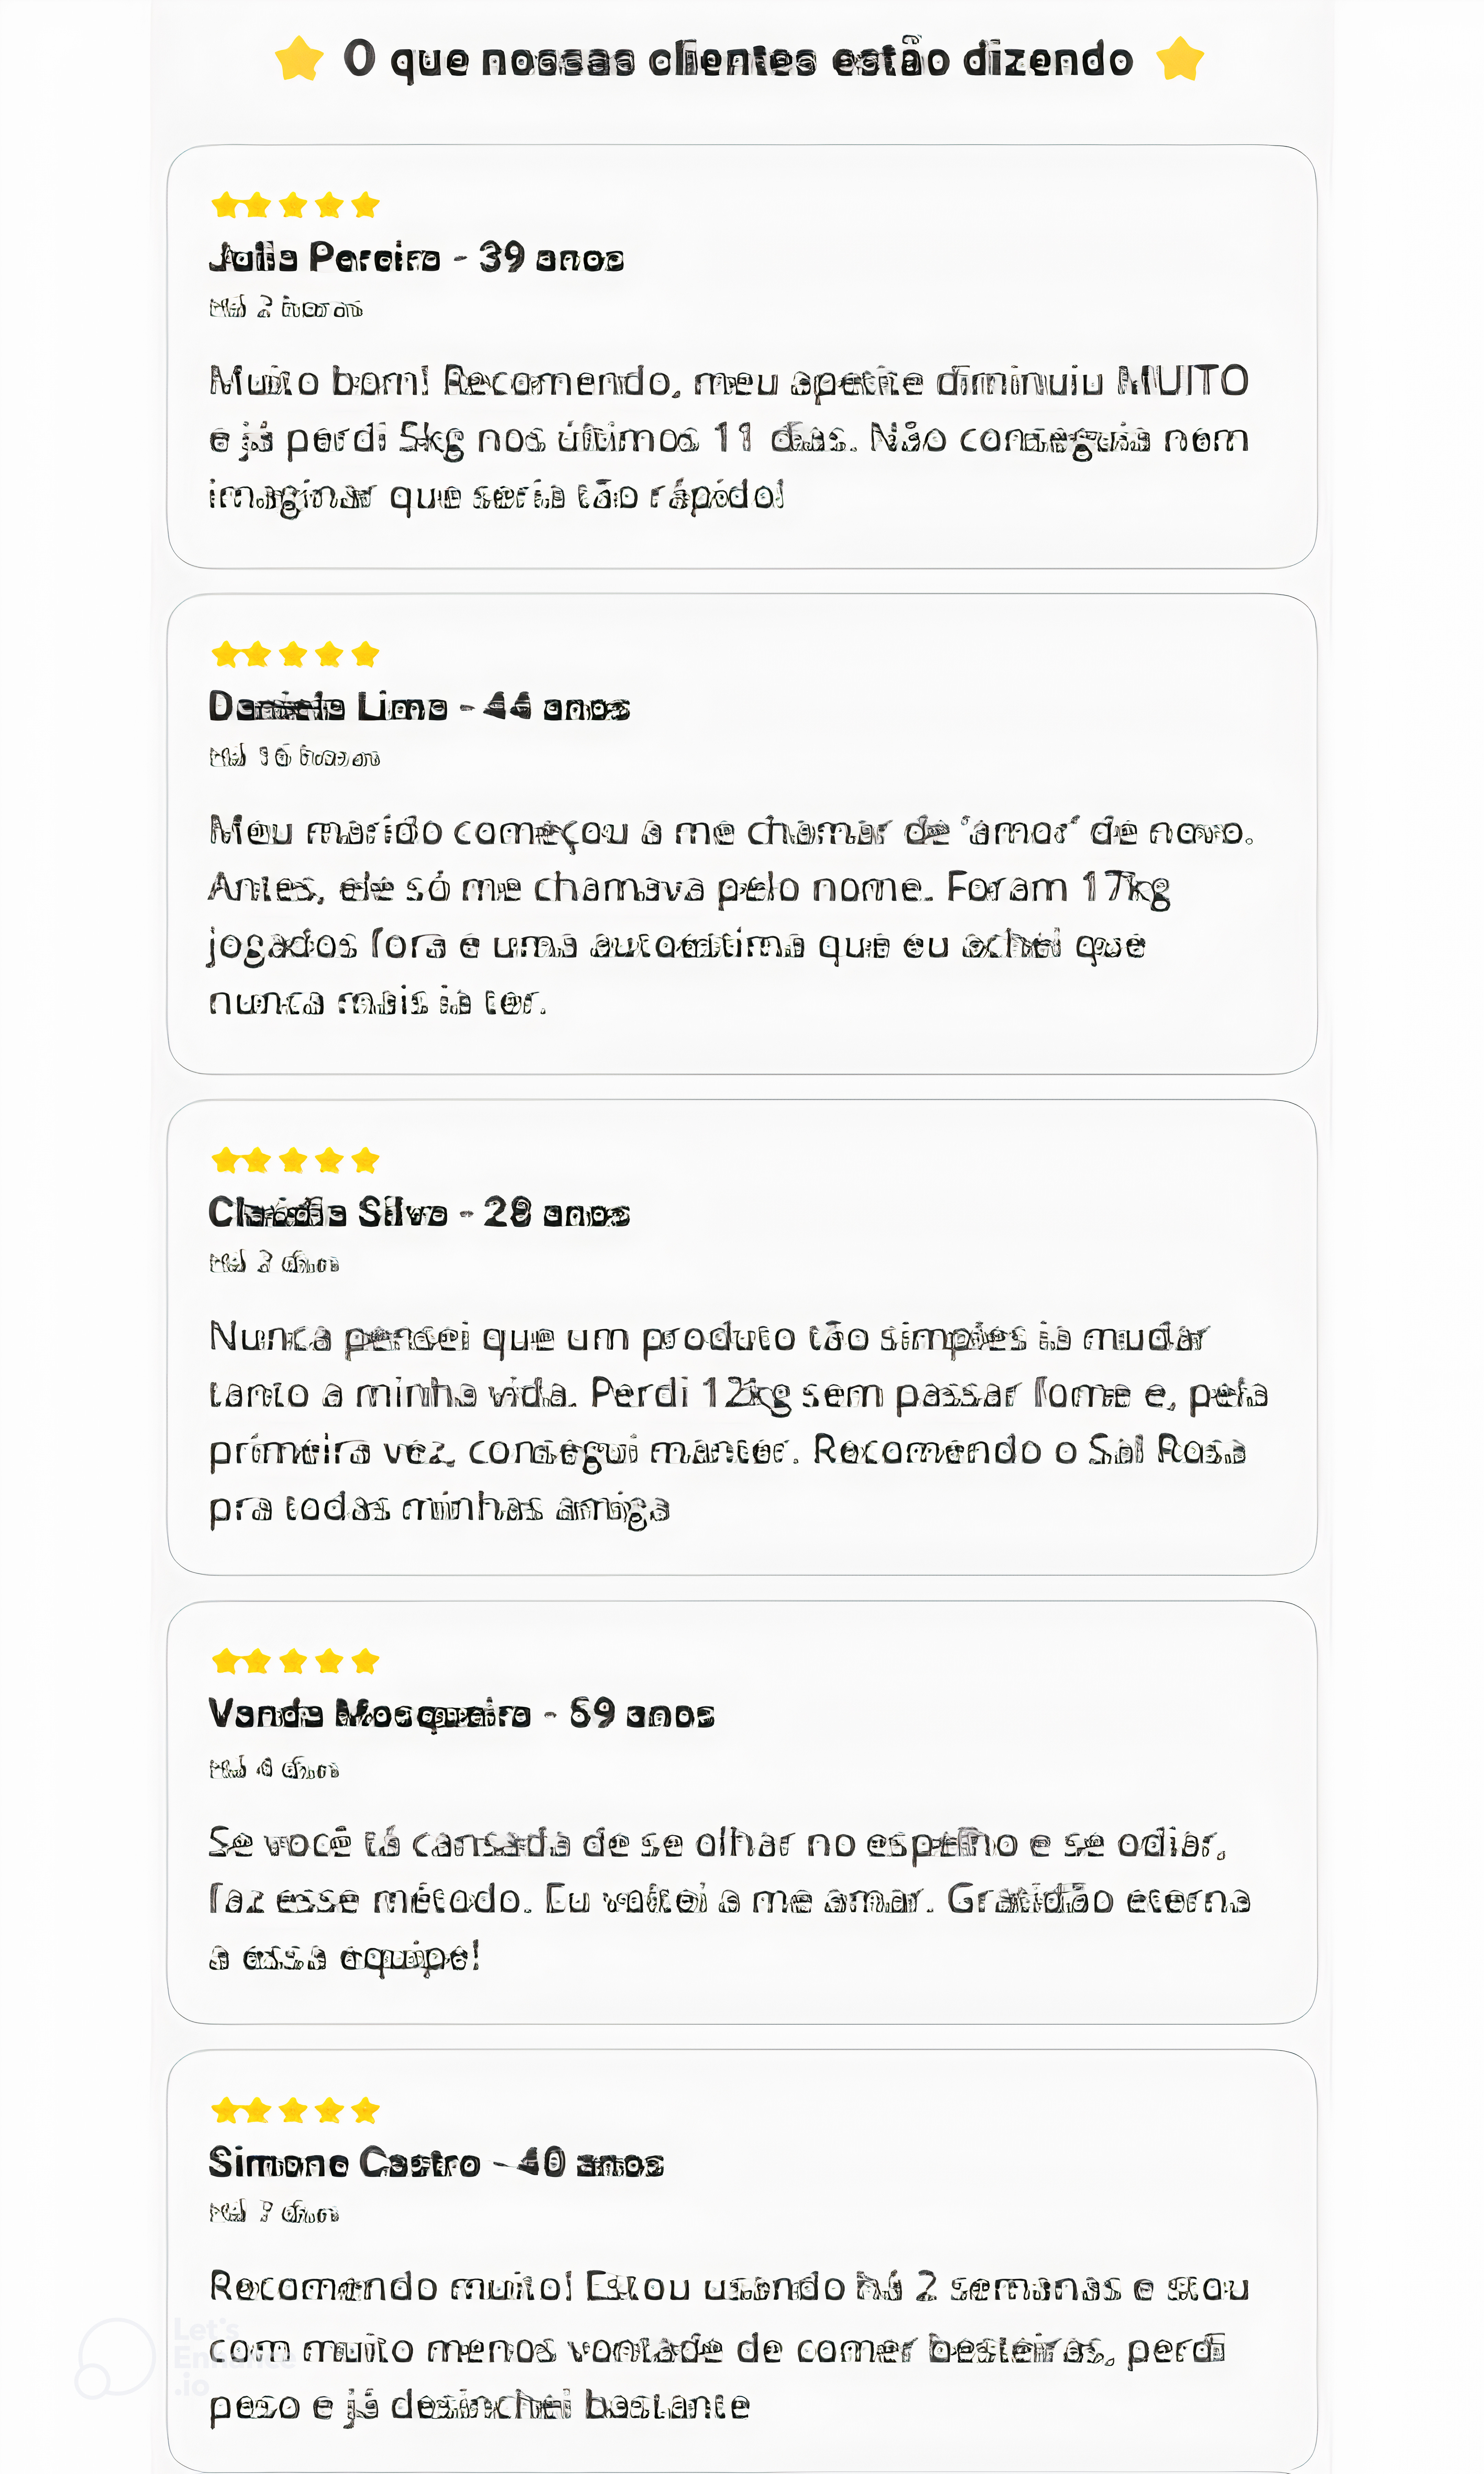 O que nossas clientes estão dizendo
Julia Pereira - 39 anos
Há 2 horas
Muito bom! Recomendo, meu apetite diminuiu MUITO
e já perdi 5kg nos últimos 11 dias. Não conseguia nem
imaginar que seria tão rápido!
Daniela Lima - 44 anos
Há 16 horas
Meu marido começou a me chamar de 'amor' de novo.
Antes, ele só me chamava pelo nome. Foram 17kg
jogados fora e uma autoestima que eu achei que
nunca mais ia ter.
Claudia Silva - 28 anos
Há dias
Nunca pensei que um produto tão simples ia mudar
tanto a minha vida. Perdi 12kg sem passar fome e, pela
primeira vez, consegui manter. Recomendo o Sal Rosa
pra todas minhas amiga
Vanda Mosqueira - 59 anos
Há 4 dias
Se você tá cansada de se olhar no espelho e se odiar,
faz esse método. Eu voltei a me amar. Gratidão eterna
a essa equipe!
Simone Castro - 40 anos
Há 7 dias
Recomendo muito! Estou usando há 2 semanas e stou
com muito menos vontade de comer besteiras, perdi
peso e já desinchei bastante
Let's
Enhance
.io